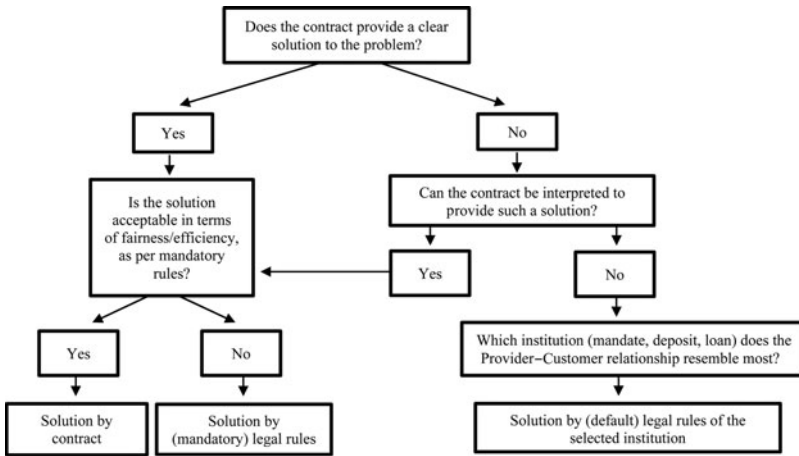 Does the contract provide a clear
solution to the problem?
Yes
No
Is the solution
acceptable in terms
of fairness/efficiency,
as per mandatory
rules?
Can the contract be interpreted to
provide such a solution?
Yes
No
Yes
No
Which institution (mandate, deposit, loan) does the
Provider−Customer relationship resemble most?
Solution by
contract
Solution by
(mandatory) legal rules
Solution by (default) legal rules of the
selected institution